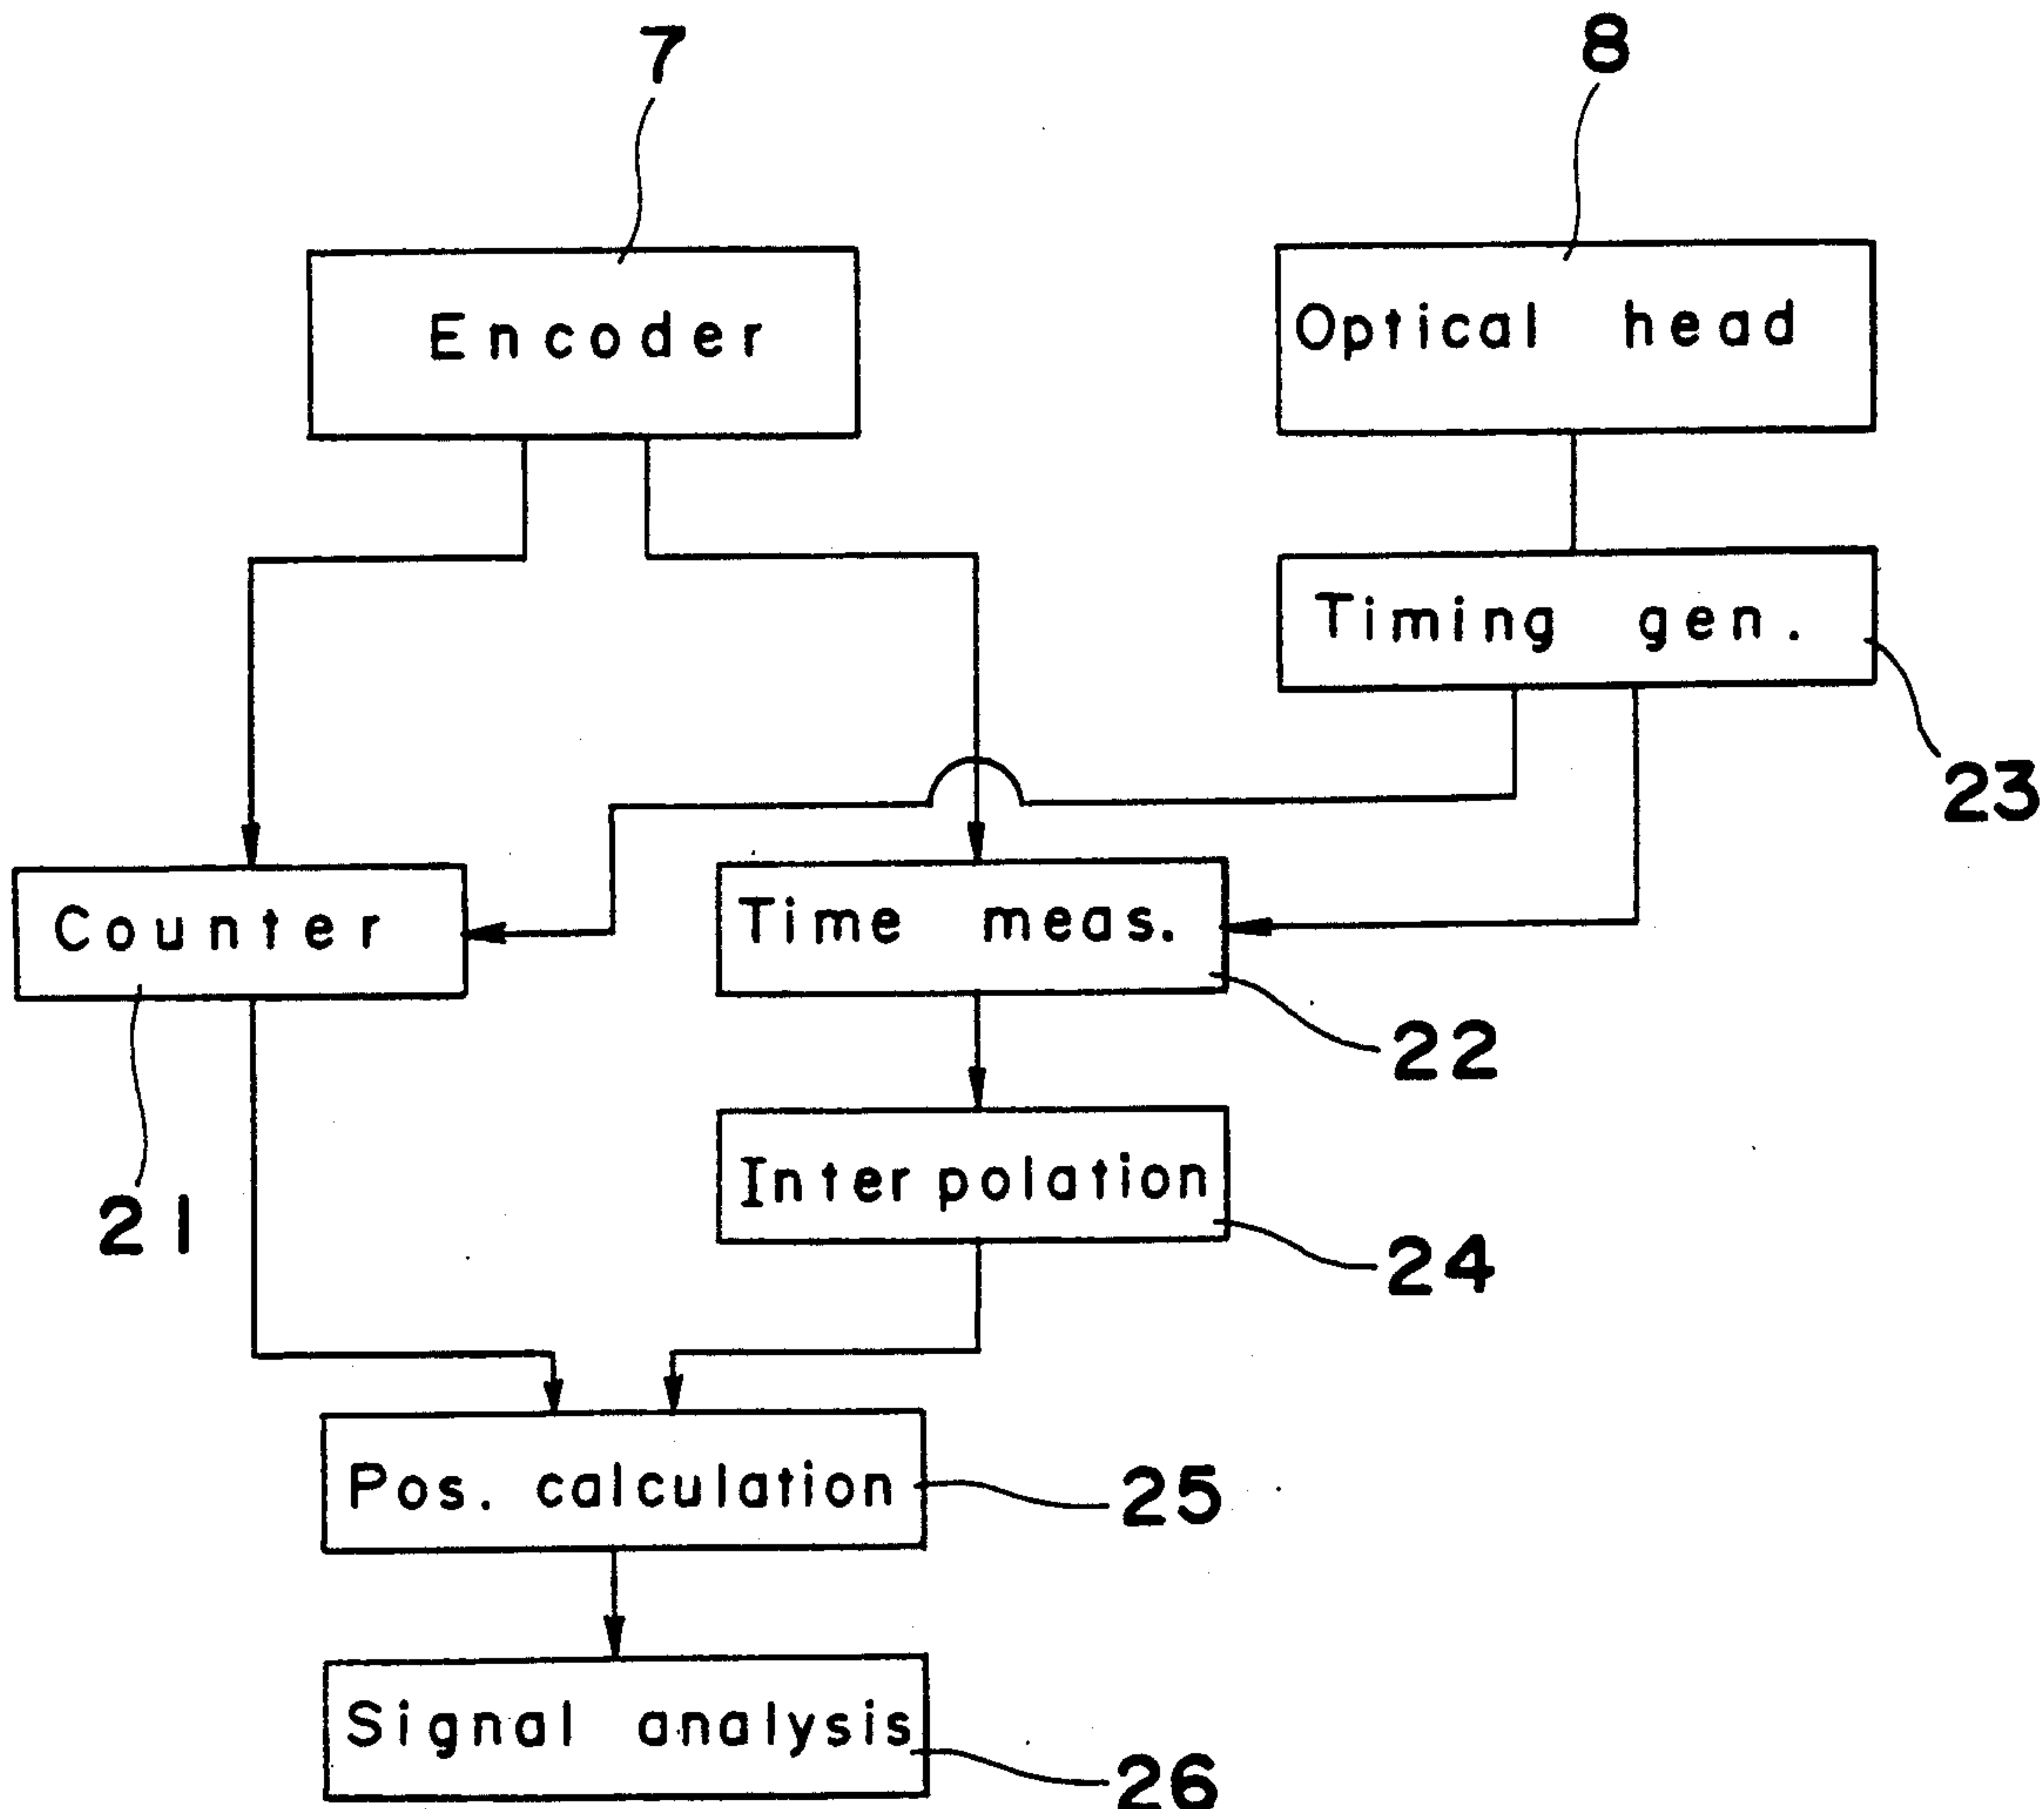 7
8
Encoder
Optical head
Timing gen.
23
Counter
Time meas.
22
21
Interpolation
24
Pos. calculation
25
Signal analysis
26